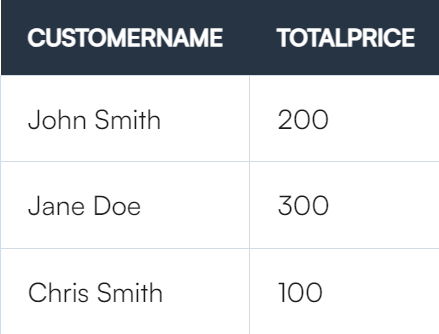 CUSTOMERNAME TOTALPRICE
John Smith 200
Jane Doe 300
Chris Smith 100